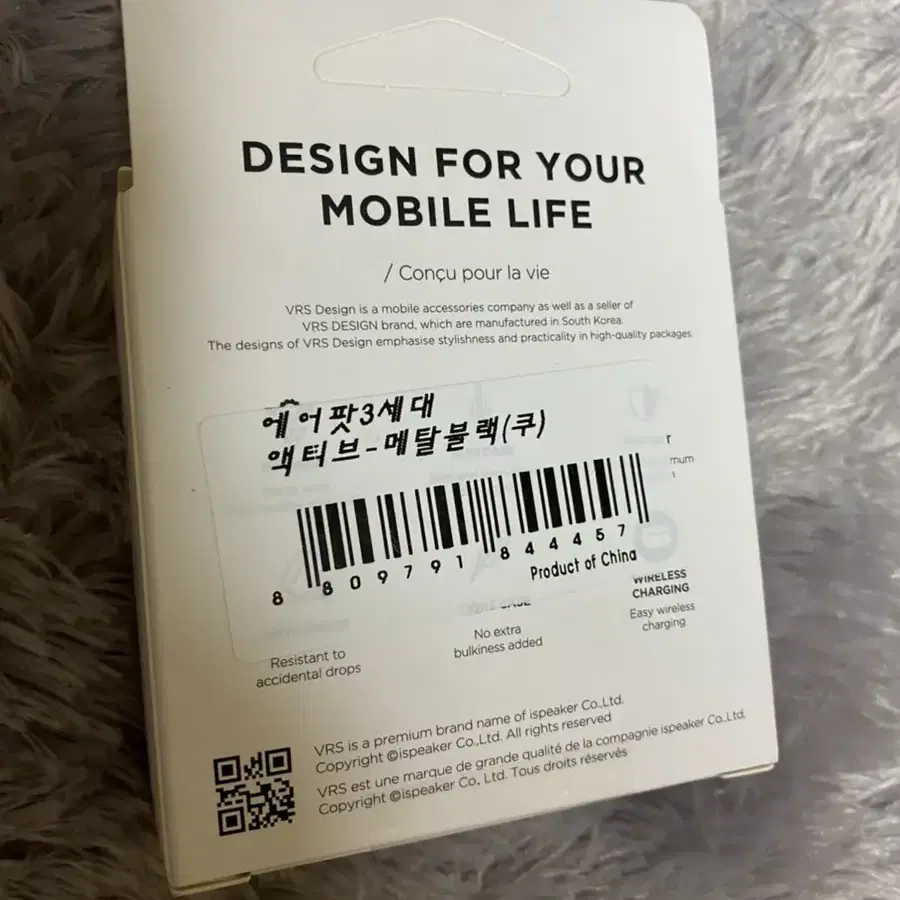 DESIGN FOR YOUR
MOBILE LIFE
/ Conçu pour la vie
VRS Design is a mobile accessories company as well as a seller of
VRS DESIGN brand, which are manufactured in South Korea.
The designs of VRS Design emphasise stylishness and practicality in high-quality packages.
에어팟3세대
액티브-메탈블랙(쿠)
8 809791 844457
Product of China
WIRELESS
CHARGING
Easy wireless
charging
No extra
bulkiness added
Resistant to
accidental drops
VRS is a premium brand name of ispeaker Co.,Ltd.
Copyright ©ispeaker Co.,Ltd. All rights reserved
VRS est une marque de grande qualité de la compagnie ispeaker Co.,Ltd.
Copyright ©ispeaker Co., Ltd. Tous droits réservés